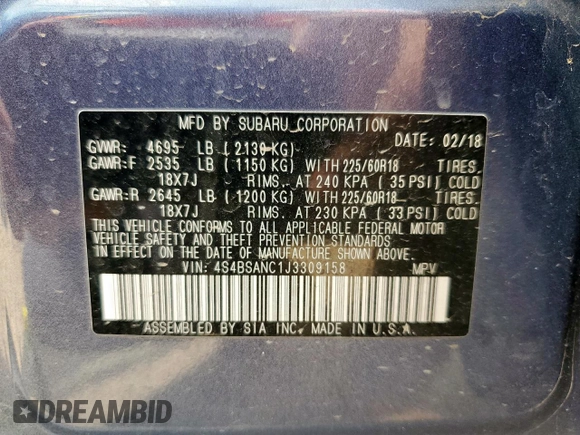 MFD BY SUBARU CORPORATION
GVWR: 4695 LB (2130 KG) DATE: 02/18
GAWR:F 2535 LB (1150 KG) WITH 225/60R18 TIRES.
18X7J RIMS. AT 240 KPA (35 PSI) COLD
GAWR:R 2645 LB (1200 KG) WITH 225/60R18 TIRES.
18X7J RIMS. AT 230 KPA (33 PSI) COLD
THIS VEHICLE CONFORMS TO ALL APPLICABLE FEDERAL MOTOR
VEHICLE SAFETY AND THEFT PREVENTION STANDARDS
IN EFFECT ON THE DATE OF MANUFACTURE SHOWN ABOVE.
VIN: 4S4BSANC1J3309158 MPV
ASSEMBLED BY SIA INC. MADE IN U.S.A.
DREAMBID